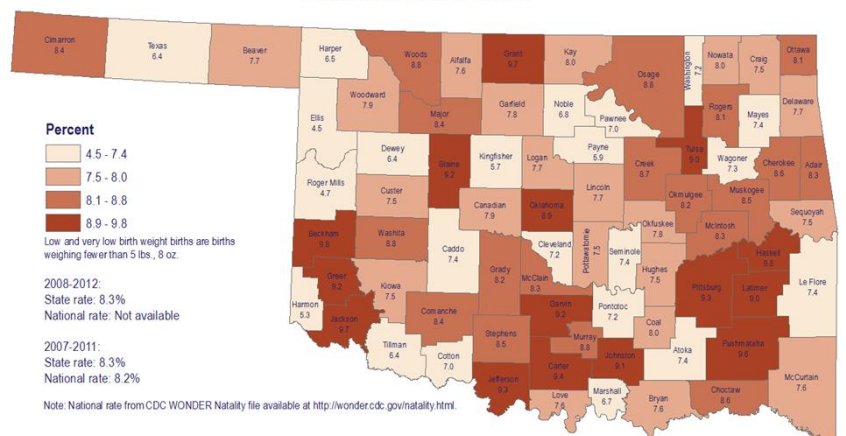 Cimarron
8.4
Texas
6.4
Beaver
7.7
Harper
6.5
Woods
8.8
Alfalfa
7.6
Grant
9.7
Kay
8.0
Osage
8.8
Washington
7.2
Nowata
8.0
Craig
7.5
Ottawa
8.1
Ellis
4.5
Woodward
7.9
Major
8.4
Garfield
7.8
Noble
6.8
Pawnee
7.0
Rogers
8.1
Mayes
7.4
Delaware
7.7
Dewey
6.4
Blaine
9.2
Kingfisher
5.7
Logan
7.7
Payne
5.9
Creek
8.7
Tulsa
9.0
Wagoner
7.3
Cherokee
8.6
Adair
8.3
Percent
4.5 - 7.4
7.5 - 8.0
8.1 - 8.8
8.9 - 9.8
Low and very low birth weight births are births
weighing fewer than 5 lbs., 8 oz.
Roger Mills
4.7
Custer
7.5
Canadian
7.9
Oklahoma
8.9
Lincoln
7.7
Okmulgee
8.2
Muskogee
8.5
Sequoyah
7.5
Beckham
Washita
8.8
Caddo
7.4
Grady
8.2
McClain
8.3
Cleveland
7.2
Pottawatomie
7.5
Seminole
7.4
Okfuskee
7.8
McIntosh
8.3
Haskell
Hughes
7.5
Pittsburg
9.3
Latimer
9.0
Le Flore
7.4
2008-2012:
State rate: 8.3%
National rate: Not available
2007-2011:
State rate: 8.3%
National rate: 8.2%
Greer
9.2
Harmon
5.3
Jackson
9.7
Kiowa
7.5
Comanche
8.4
Tillman
6.4
Cotton
7.0
Stephens
8.5
Garvin
9.2
Murray
8.8
Pontotoc
7.2
Coal
8.0
Atoka
7.4
Pushmataha
9.6
McCurtain
7.6
Jefferson
9.3
Carter
9.4
Johnston
9.1
Love
7.6
Marshall
6.7
Bryan
7.6
Choctaw
8.6
Note: National rate from CDC WONDER Natality file available at http://wonder.cdc.gov/natality.html.